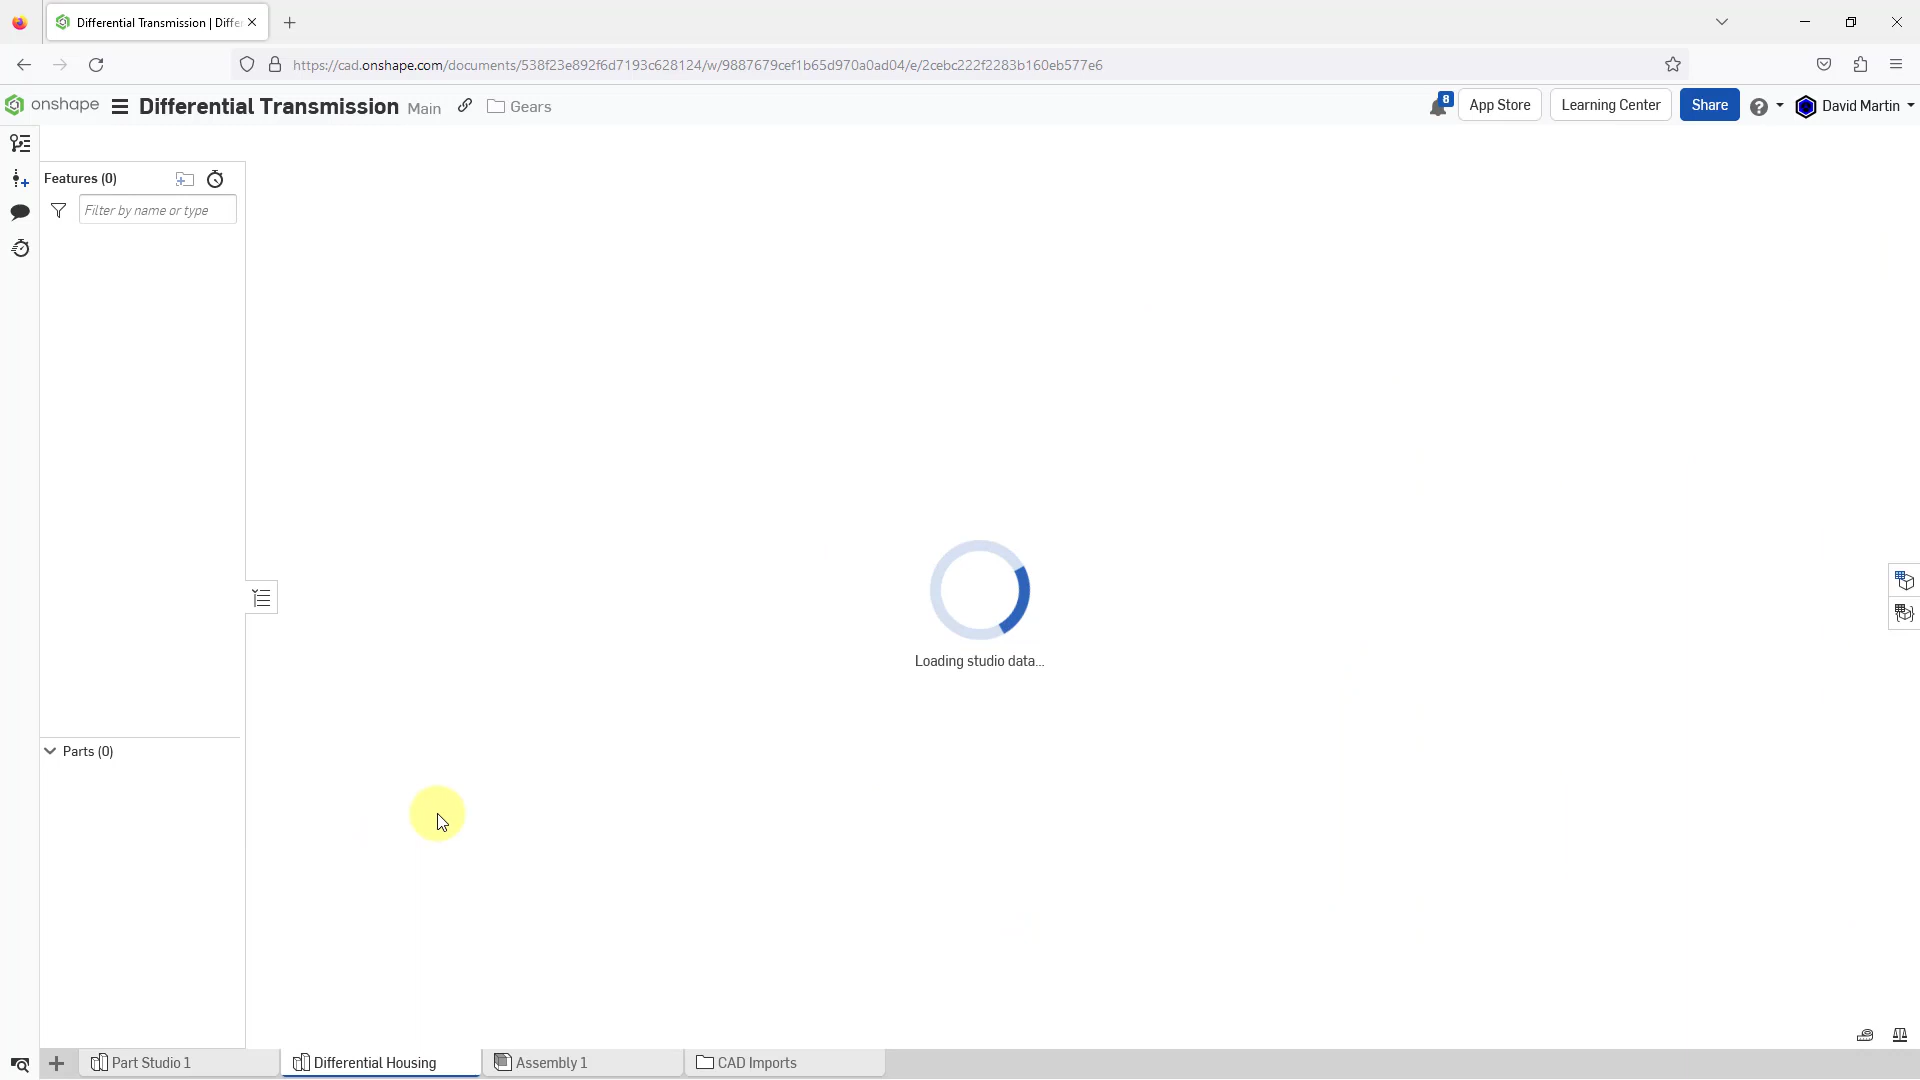 Differential Transmission | Diffe
https://cad.onshape.com/documents/538f23e892f6d7193c628124/w/9887679cef1b65d970a0ad04/e/2cebc222f2283b160eb577e6
onshape Differential Transmission Main Gears 8 App Store Learning Center Share David Martin
Features (0)
Filter by name or type
Loading studio data...
Parts (0)
Part Studio 1 Differential Housing Assembly 1 CAD Imports